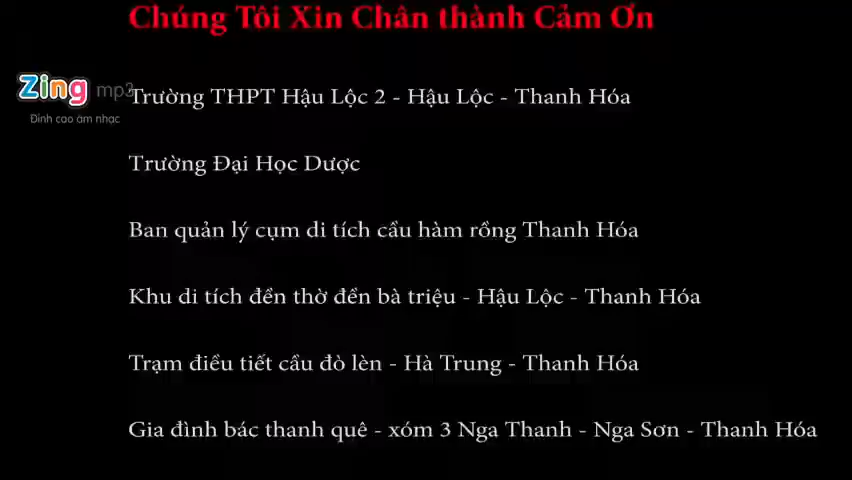 Chúng Tôi Xin Chân thành Cảm Ơn
Zing mp3
Đỉnh cao âm nhạc
Trường THPT Hậu Lộc 2 - Hậu Lộc - Thanh Hóa
Trường Đại Học Dược
Ban quản lý cụm di tích cầu hàm rồng Thanh Hóa
Khu di tích đền thờ đền bà triệu - Hậu Lộc - Thanh Hóa
Trạm điều tiết cầu đò lèn - Hà Trung - Thanh Hóa
Gia đình bác thanh quê - xóm 3 Nga Thanh - Nga Sơn - Thanh Hóa